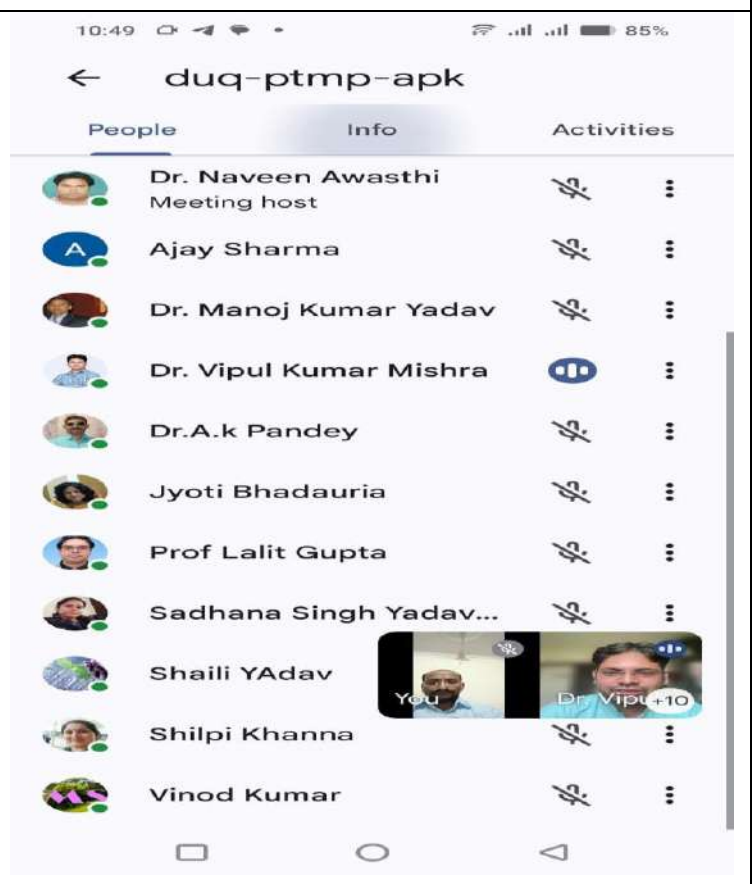 10:49 85%
duq-ptmp-apk
People Info Activities
Dr. Naveen Awasthi
Meeting host
A Ajay Sharma
Dr. Manoj Kumar Yadav
Dr. Vipul Kumar Mishra
Dr.A.k Pandey
Jyoti Bhadauria
Prof Lalit Gupta
Sadhana Singh Yadav...
Shaili YAdav
You Dr. Vipu +10
Shilpi Khanna
Vinod Kumar